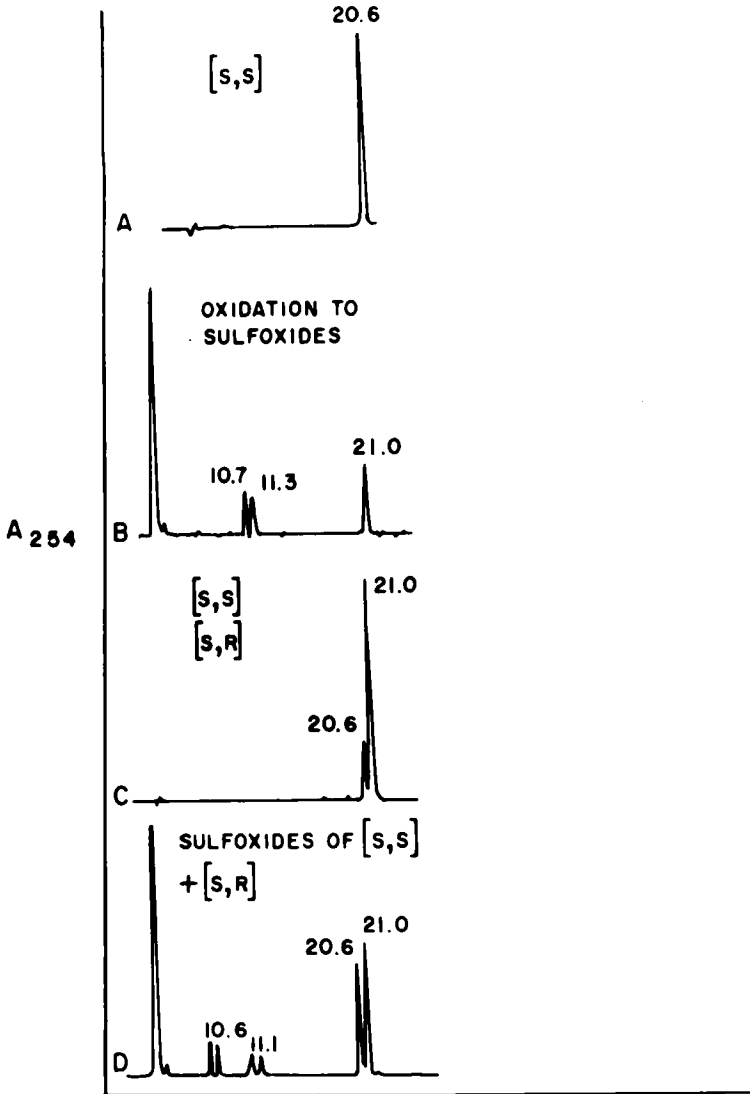 20.6
[S,S]
A
OXIDATION TO
SULFOXIDES
10.7
11.3
21.0
A 254
B
[S,S]
[S,R]
21.0
20.6
C
SULFOXIDES OF [S,S]
+ [S,R]
20.6
21.0
10.6
11.1
D